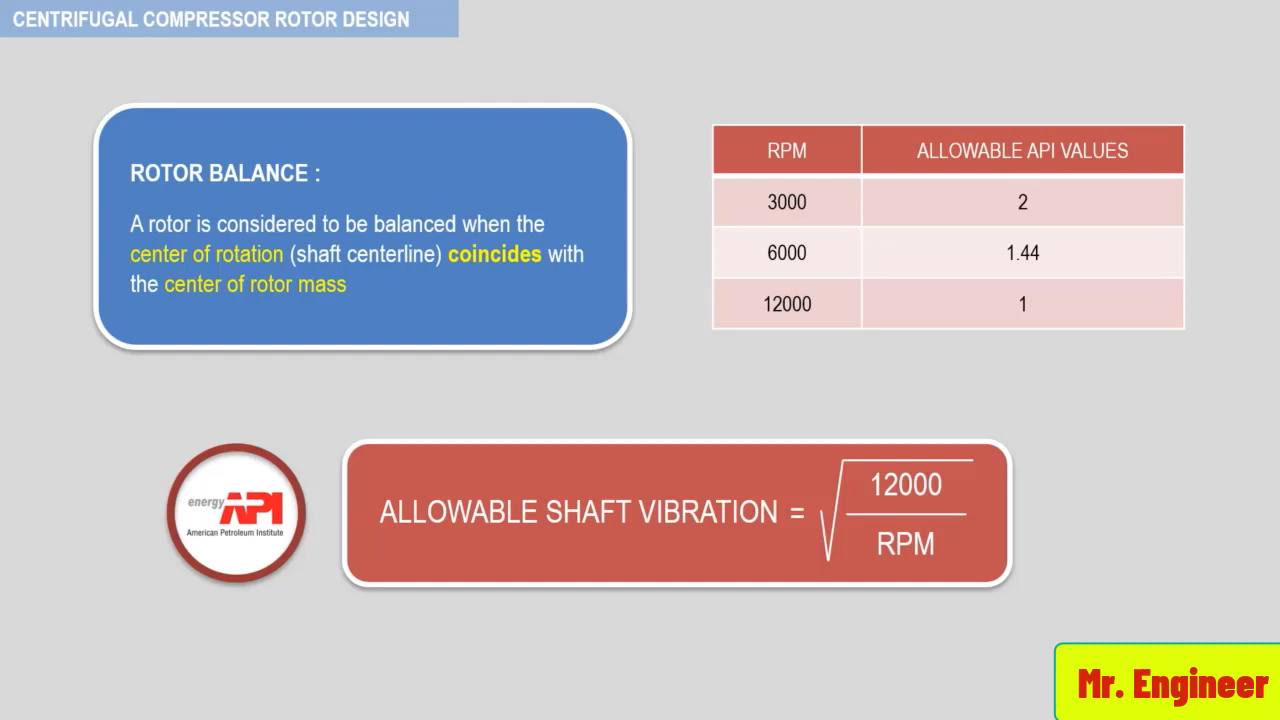 CENTRIFUGAL COMPRESSOR ROTOR DESIGN
ROTOR BALANCE :
A rotor is considered to be balanced when the
center of rotation (shaft centerline) coincides with
the center of rotor mass
RPM ALLOWABLE API VALUES
3000 2
6000 1.44
12000 1
energy API
American Petroleum Institute
ALLOWABLE SHAFT VIBRATION = √
12000
RPM
Mr. Engineer